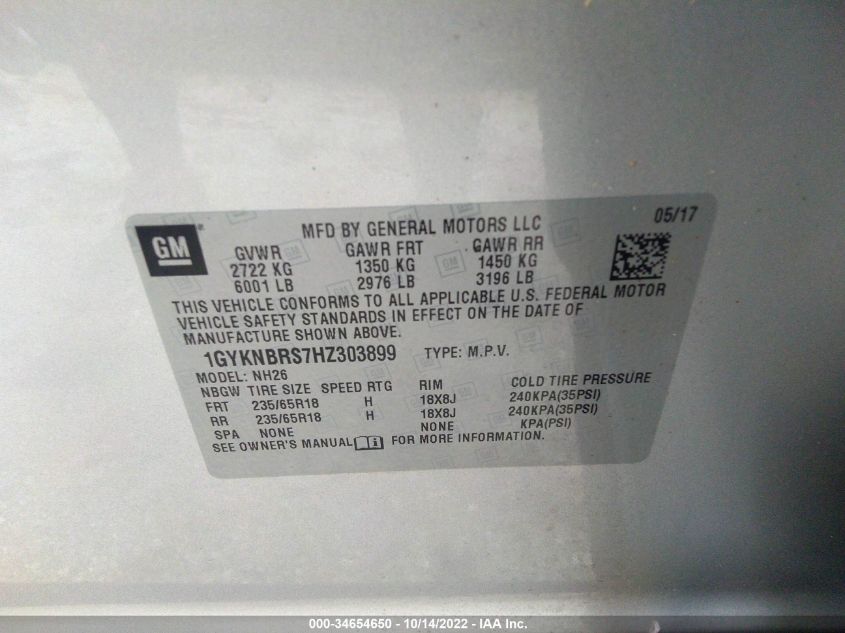 GM
MFD BY GENERAL MOTORS LLC
05/17
GVWR GAWR FRT GAWR RR
2722 KG 1350 KG 1450 KG
6001 LB 2976 LB 3196 LB
THIS VEHICLE CONFORMS TO ALL APPLICABLE U.S. FEDERAL MOTOR
VEHICLE SAFETY STANDARDS IN EFFECT ON THE DATE OF
MANUFACTURE SHOWN ABOVE.
1GYKNBRS7HZ303899 TYPE: M.P.V.
MODEL: NH26
NBGW TIRE SIZE SPEED RTG RIM COLD TIRE PRESSURE
FRT 235/65R18 H 18X8J 240KPA(35PSI)
RR 235/65R18 H 18X8J 240KPA(35PSI)
SPA NONE NONE KPA(PSI)
SEE OWNER'S MANUAL FOR MORE INFORMATION.
000-34654650 - 10/14/2022 - IAA Inc.